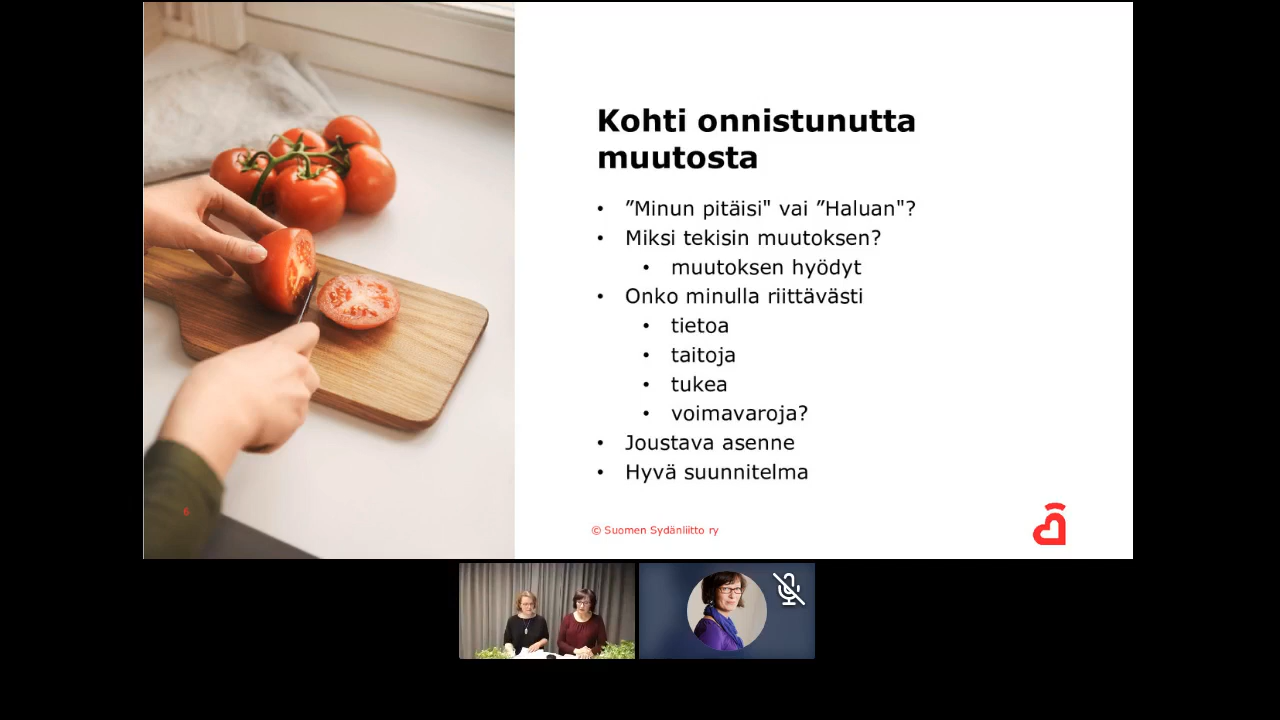 Kohti onnistunutta
muutosta
• ”Minun pitäisi" vai ”Haluan"?
• Miksi tekisin muutoksen?
• muutoksen hyödyt
• Onko minulla riittävästi
• tietoa
• taitoja
• tukea
• voimavaroja?
• Joustava asenne
• Hyvä suunnitelma
6
© Suomen Sydänliitto ry